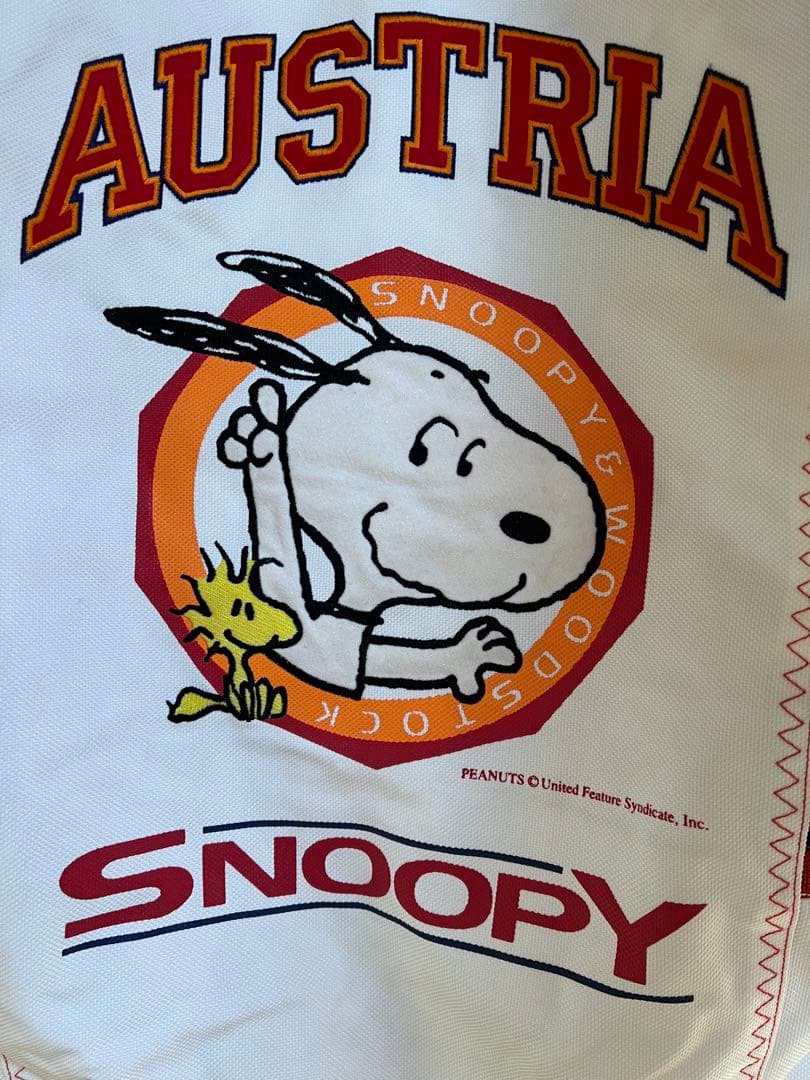 AUSTRIA
SNOOPY & WOODSTOCK
PEANUTS © United Feature Syndicate, Inc.
SNOOPY